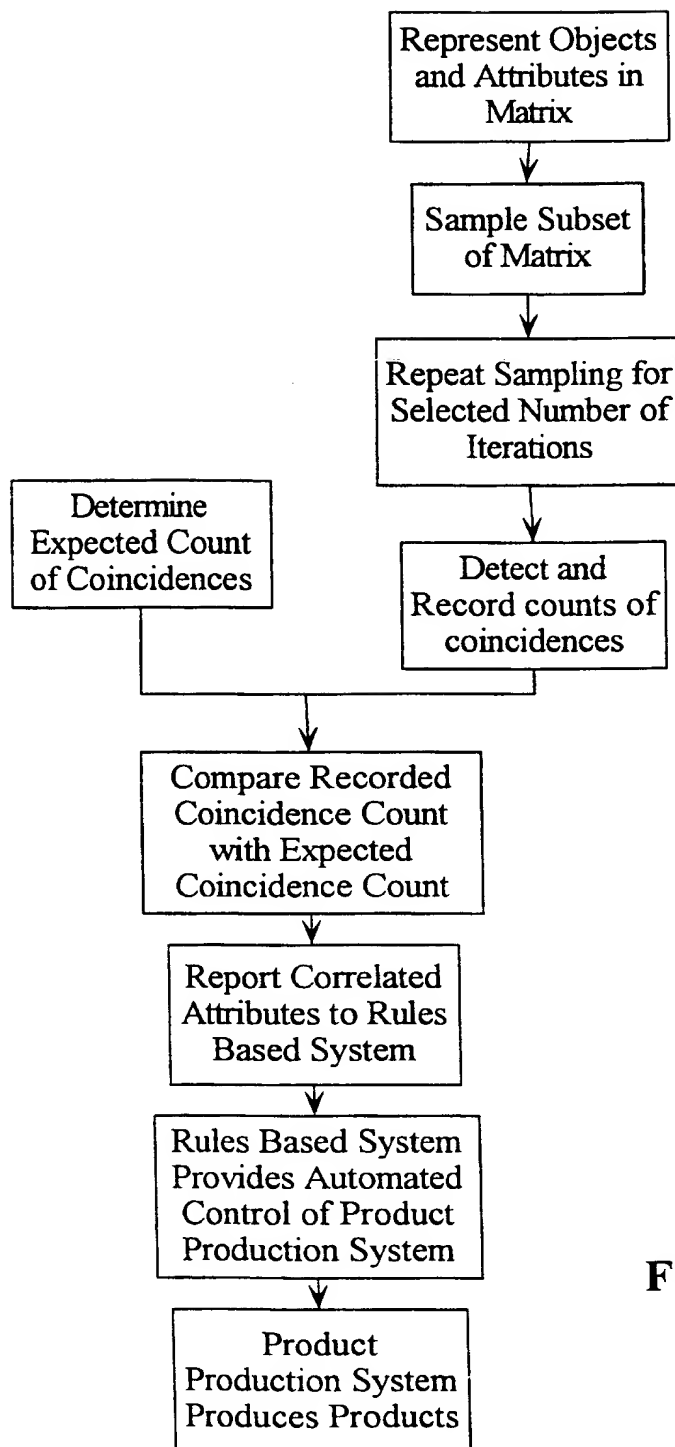 Represent Objects
and Attributes in
Matrix
Sample Subset
of Matrix
Repeat Sampling for
Selected Number of
Iterations
Determine
Expected Count
of Coincidences
Detect and
Record counts of
coincidences
Compare Recorded
Coincidence Count
with Expected
Coincidence Count
Report Correlated
Attributes to Rules
Based System
Rules Based System
Provides Automated
Control of Product
Production System
F
Product
Production System
Produces Products